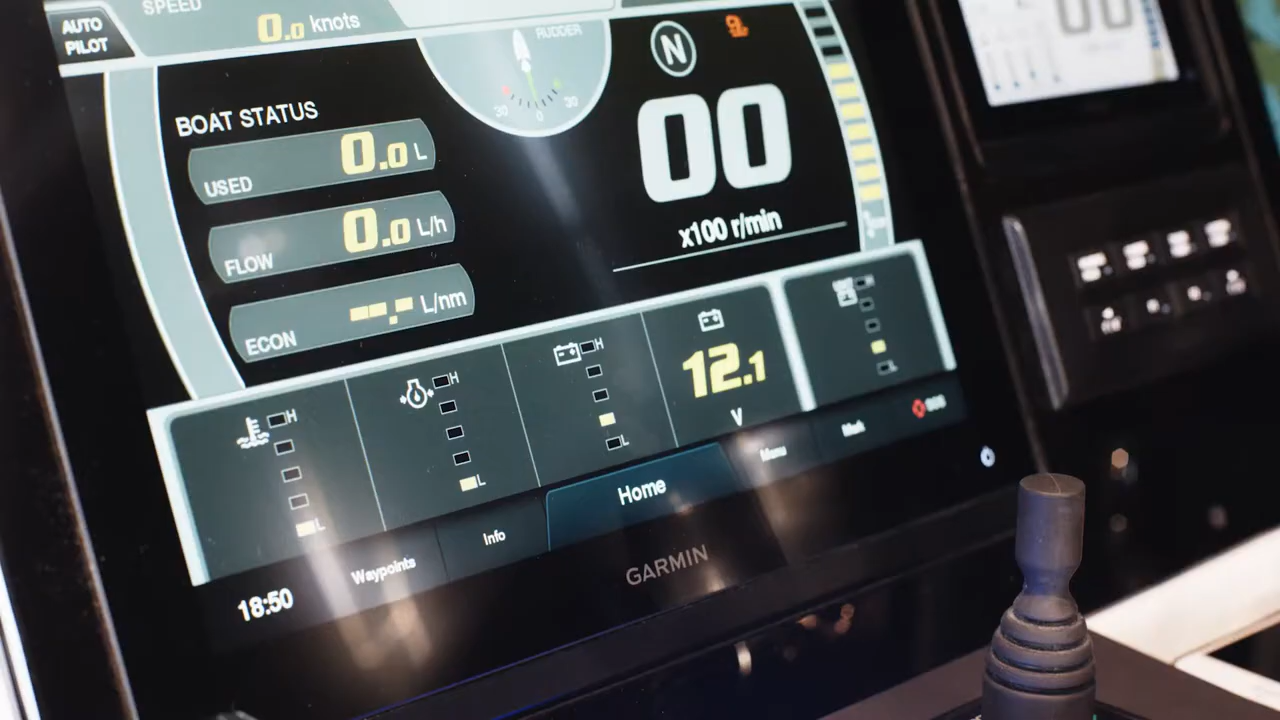 AUTO
PILOT
SPEED
0.0 knots
RUDDER
30 0 30
N
BOAT STATUS
USED 0.0 L
FLOW 0.0 L/h
ECON --.- L/nm
00
x100 r/min
H
L
H
L
H
L
12.1
V
L
18:50
Waypoints
Info
Home
Menu
Mark
GARMIN
00